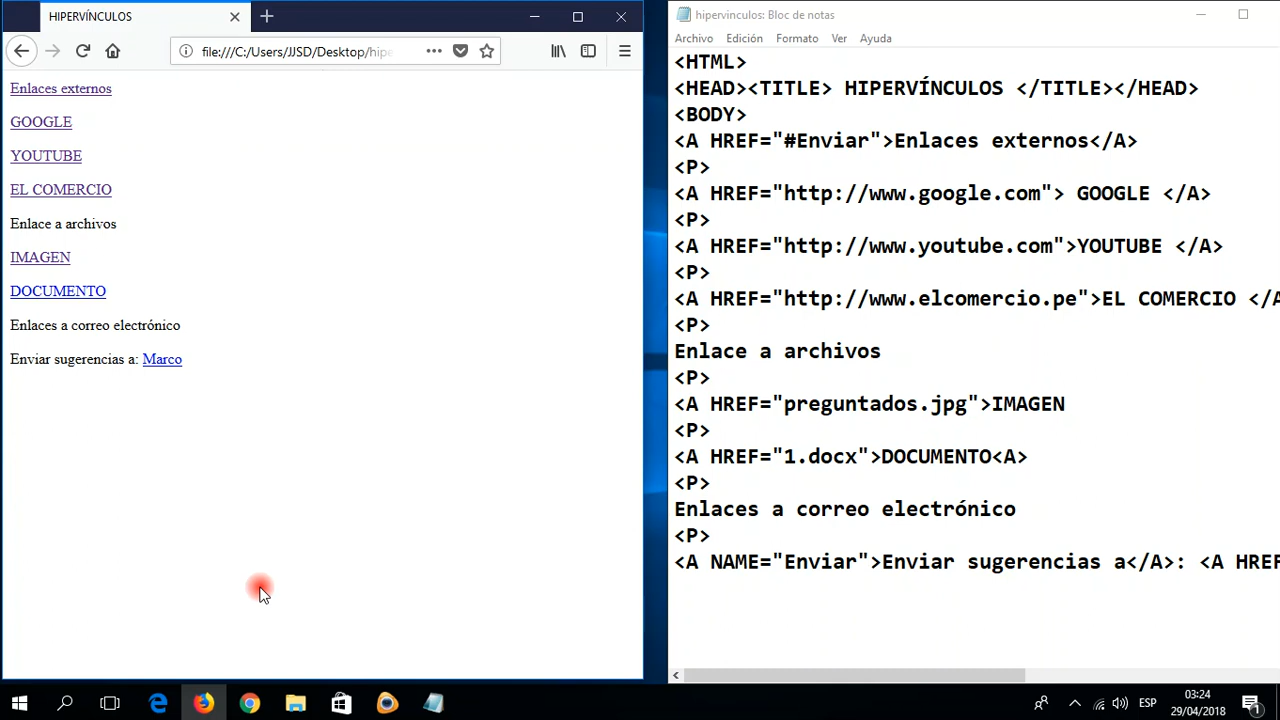 HIPERVÍNCULOS
file:///C:/Users/JJSD/Desktop/hipe
Enlaces externos
GOOGLE
YOUTUBE
EL COMERCIO
Enlace a archivos
IMAGEN
DOCUMENTO
Enlaces a correo electrónico
Enviar sugerencias a: Marco
hipervinculos: Bloc de notas
Archivo Edición Formato Ver Ayuda
<HTML>
<HEAD><TITLE> HIPERVÍNCULOS </TITLE></HEAD>
<BODY>
<A HREF="#Enviar">Enlaces externos</A>
<P>
<A HREF="http://www.google.com"> GOOGLE </A>
<P>
<A HREF="http://www.youtube.com">YOUTUBE </A>
<P>
<A HREF="http://www.elcomercio.pe">EL COMERCIO </A
<P>
Enlace a archivos
<P>
<A HREF="preguntados.jpg">IMAGEN
<P>
<A HREF="1.docx">DOCUMENTO<A>
<P>
Enlaces a correo electrónico
<P>
<A NAME="Enviar">Enviar sugerencias a</A>: <A HREF
ESP
03:24
29/04/2018
1